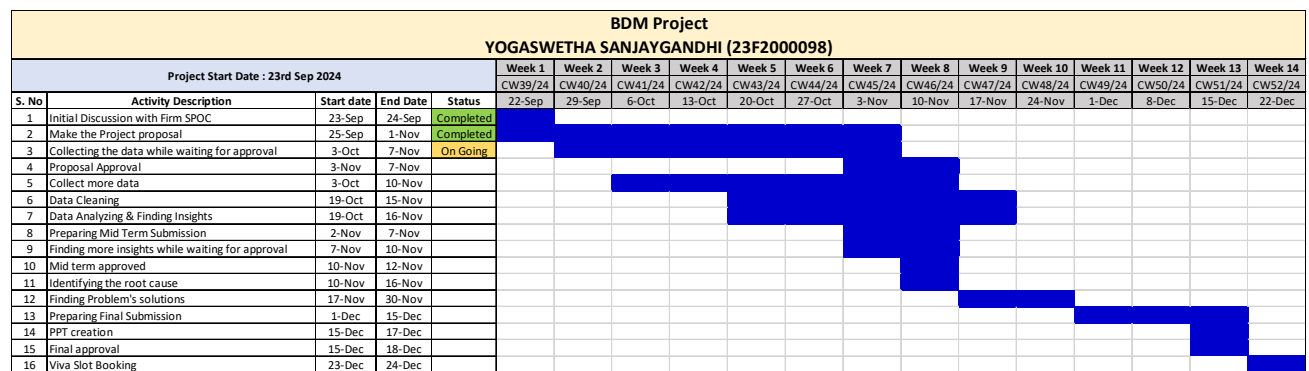 BDM Project
YOGASWETHA SANJAYGANDHI (23F2000098)
Project Start Date : 23rd Sep 2024 Week 1 Week 2 Week 3 Week 4 Week 5 Week 6 Week 7 Week 8 Week 9 Week 10 Week 11 Week 12 Week 13 Week 14
CW39/24 CW40/24 CW41/24 CW42/24 CW43/24 CW44/24 CW45/24 CW46/24 CW47/24 CW48/24 CW49/24 CW50/24 CW51/24 CW52/24
S. No Activity Description Start date End Date Status 22-Sep 29-Sep 6-Oct 13-Oct 20-Oct 27-Oct 3-Nov 10-Nov 17-Nov 24-Nov 1-Dec 8-Dec 15-Dec 22-Dec
1 Initial Discussion with Firm SPOC 23-Sep 24-Sep Completed
2 Make the Project proposal 25-Sep 1-Nov Completed
3 Collecting the data while waiting for approval 3-Oct 7-Nov On Going
4 Proposal Approval 3-Nov 7-Nov
5 Collect more data 3-Oct 10-Nov
6 Data Cleaning 19-Oct 15-Nov
7 Data Analyzing & Finding Insights 19-Oct 16-Nov
8 Preparing Mid Term Submission 2-Nov 7-Nov
9 Finding more insights while waiting for approval 7-Nov 10-Nov
10 Mid term approved 10-Nov 12-Nov
11 Identifying the root cause 10-Nov 16-Nov
12 Finding Problem's solutions 17-Nov 30-Nov
13 Preparing Final Submission 1-Dec 15-Dec
14 PPT creation 15-Dec 17-Dec
15 Final approval 15-Dec 18-Dec
16 Viva Slot Booking 23-Dec 24-Dec